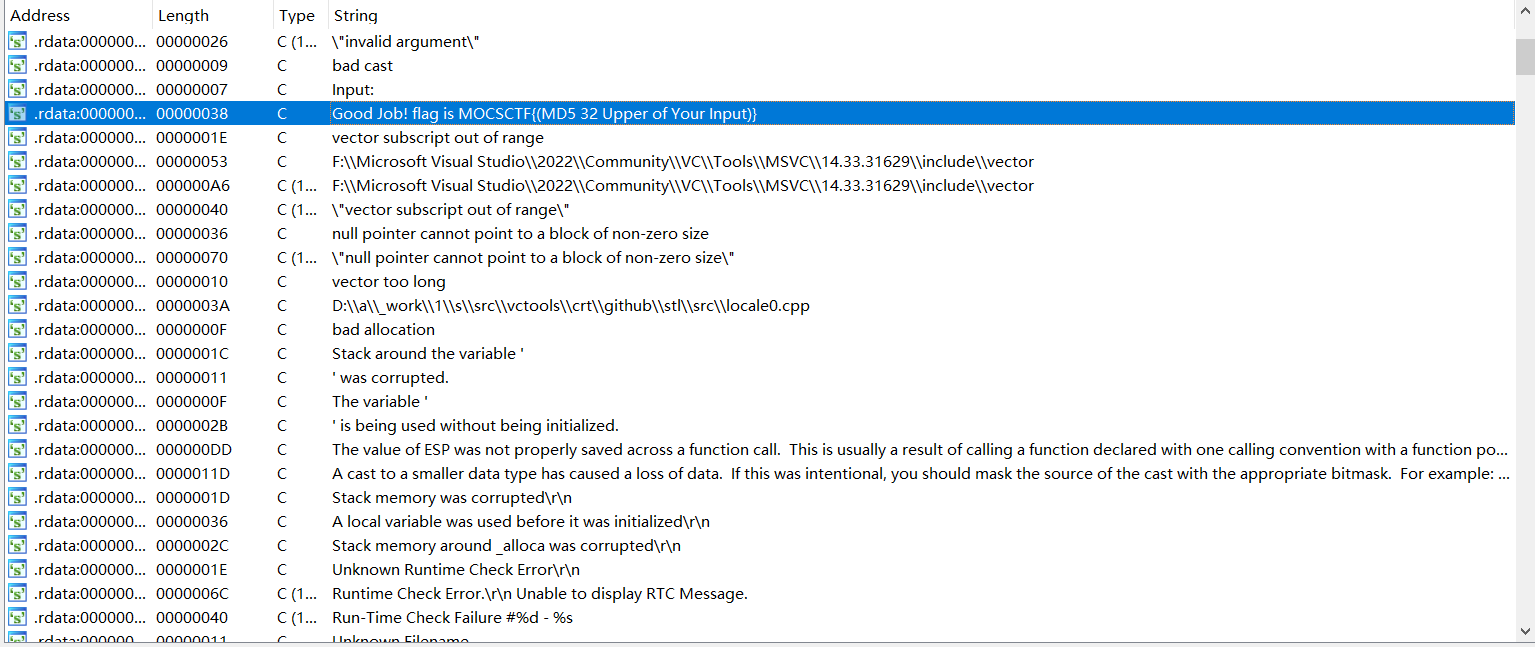 Address Length Type String
.rdata:000000... 00000026 C (1... \"invalid argument\"
.rdata:000000... 00000009 C bad cast
.rdata:000000... 00000007 C Input:
.rdata:000000... 00000038 C Good Job! flag is MOCSCTF{(MD5 32 Upper of Your Input)}
.rdata:000000... 0000001E C vector subscript out of range
.rdata:000000... 00000053 C F:\\Microsoft Visual Studio\\2022\\Community\\VC\\Tools\\MSVC\\14.33.31629\\include\\vector
.rdata:000000... 000000A6 C (1... F:\\Microsoft Visual Studio\\2022\\Community\\VC\\Tools\\MSVC\\14.33.31629\\include\\vector
.rdata:000000... 00000040 C (1... \"vector subscript out of range\"
.rdata:000000... 00000036 C null pointer cannot point to a block of non-zero size
.rdata:000000... 00000070 C (1... \"null pointer cannot point to a block of non-zero size\"
.rdata:000000... 00000010 C vector too long
.rdata:000000... 0000003A C D:\\a\\_work\\1\\s\\src\\vctools\\crt\\github\\stl\\src\\locale0.cpp
.rdata:000000... 0000000F C bad allocation
.rdata:000000... 0000001C C Stack around the variable '
.rdata:000000... 00000011 C ' was corrupted.
.rdata:000000... 0000000F C The variable '
.rdata:000000... 0000002B C ' is being used without being initialized.
.rdata:000000... 000000DD C The value of ESP was not properly saved across a function call.  This is usually a result of calling a function declared with one calling convention with a function po...
.rdata:000000... 0000011D C A cast to a smaller data type has caused a loss of data.  If this was intentional, you should mask the source of the cast with the appropriate bitmask.  For example: ...
.rdata:000000... 0000001D C Stack memory was corrupted\r\n
.rdata:000000... 00000036 C A local variable was used before it was initialized\r\n
.rdata:000000... 0000002C C Stack memory around _alloca was corrupted\r\n
.rdata:000000... 0000001E C Unknown Runtime Check Error\r\n
.rdata:000000... 0000006C C (1... Runtime Check Error.\r\n Unable to display RTC Message.
.rdata:000000... 00000040 C (1... Run-Time Check Failure #%d - %s
.rdata:000000... 00000011 C Unknown Filename